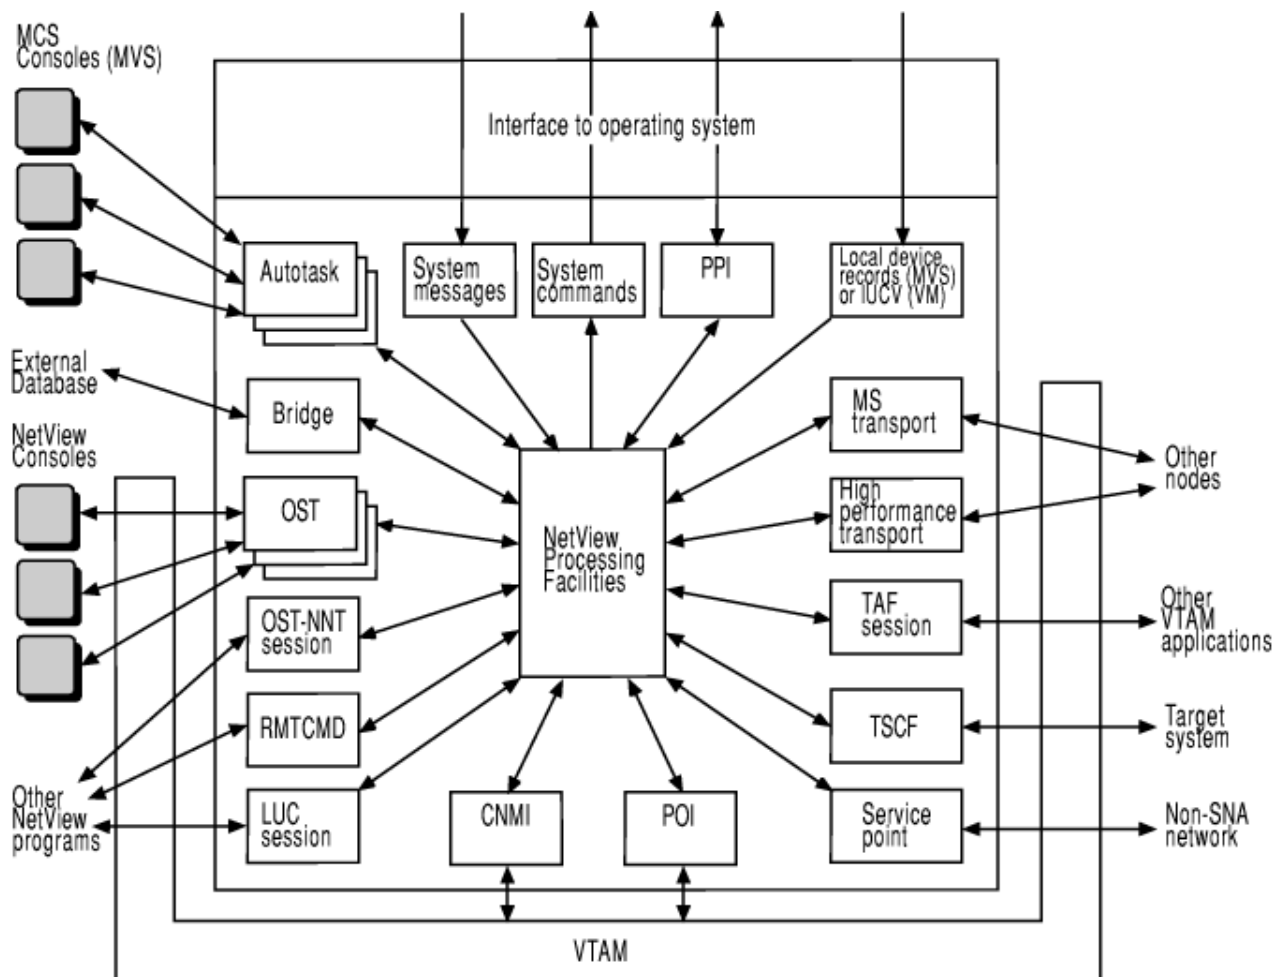 MCS
Consoles (MVS)
Interface to operating system
Autotask
System
messages
System
commands
PPI
Local device
records (MVS)
or IUCV (VM)
External
Database
Bridge
MS
transport
NetView
Consoles
OST
High
performance
transport
Other
nodes
NetView
Processing
Facilities
OST-NNT
session
TAF
session
Other
VTAM
applications
RMTCMD
TSCF
Target
system
Other
NetView
programs
LUC
session
CNMI
POI
Service
point
Non-SNA
network
VTAM